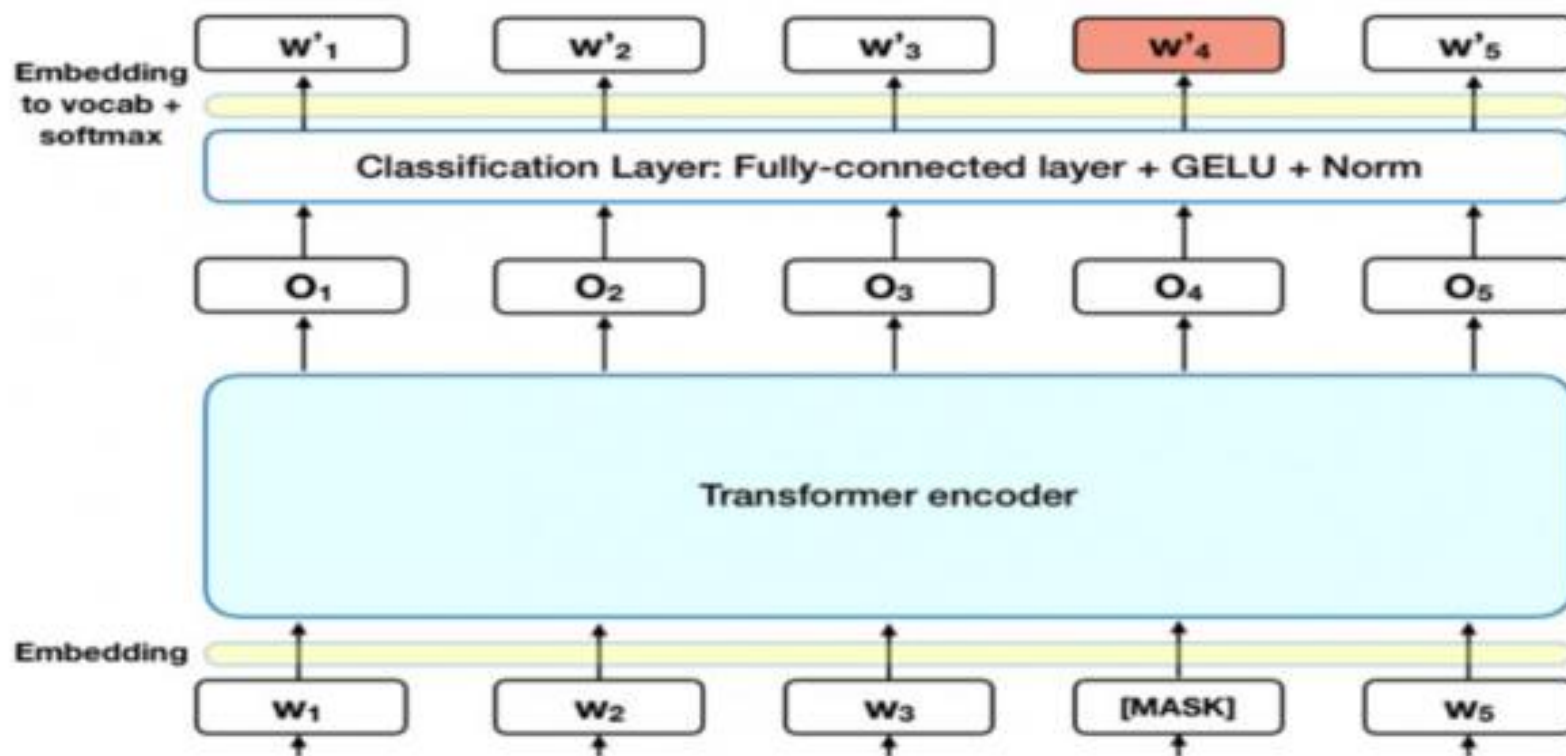 w'₁ w'₂ w'₃ w'₄ w'₅
Embedding
to vocab +
softmax
Classification Layer: Fully-connected layer + GELU + Norm
O₁ O₂ O₃ O₄ O₅
Transformer encoder
Embedding
w₁ w₂ w₃ [MASK] w₅